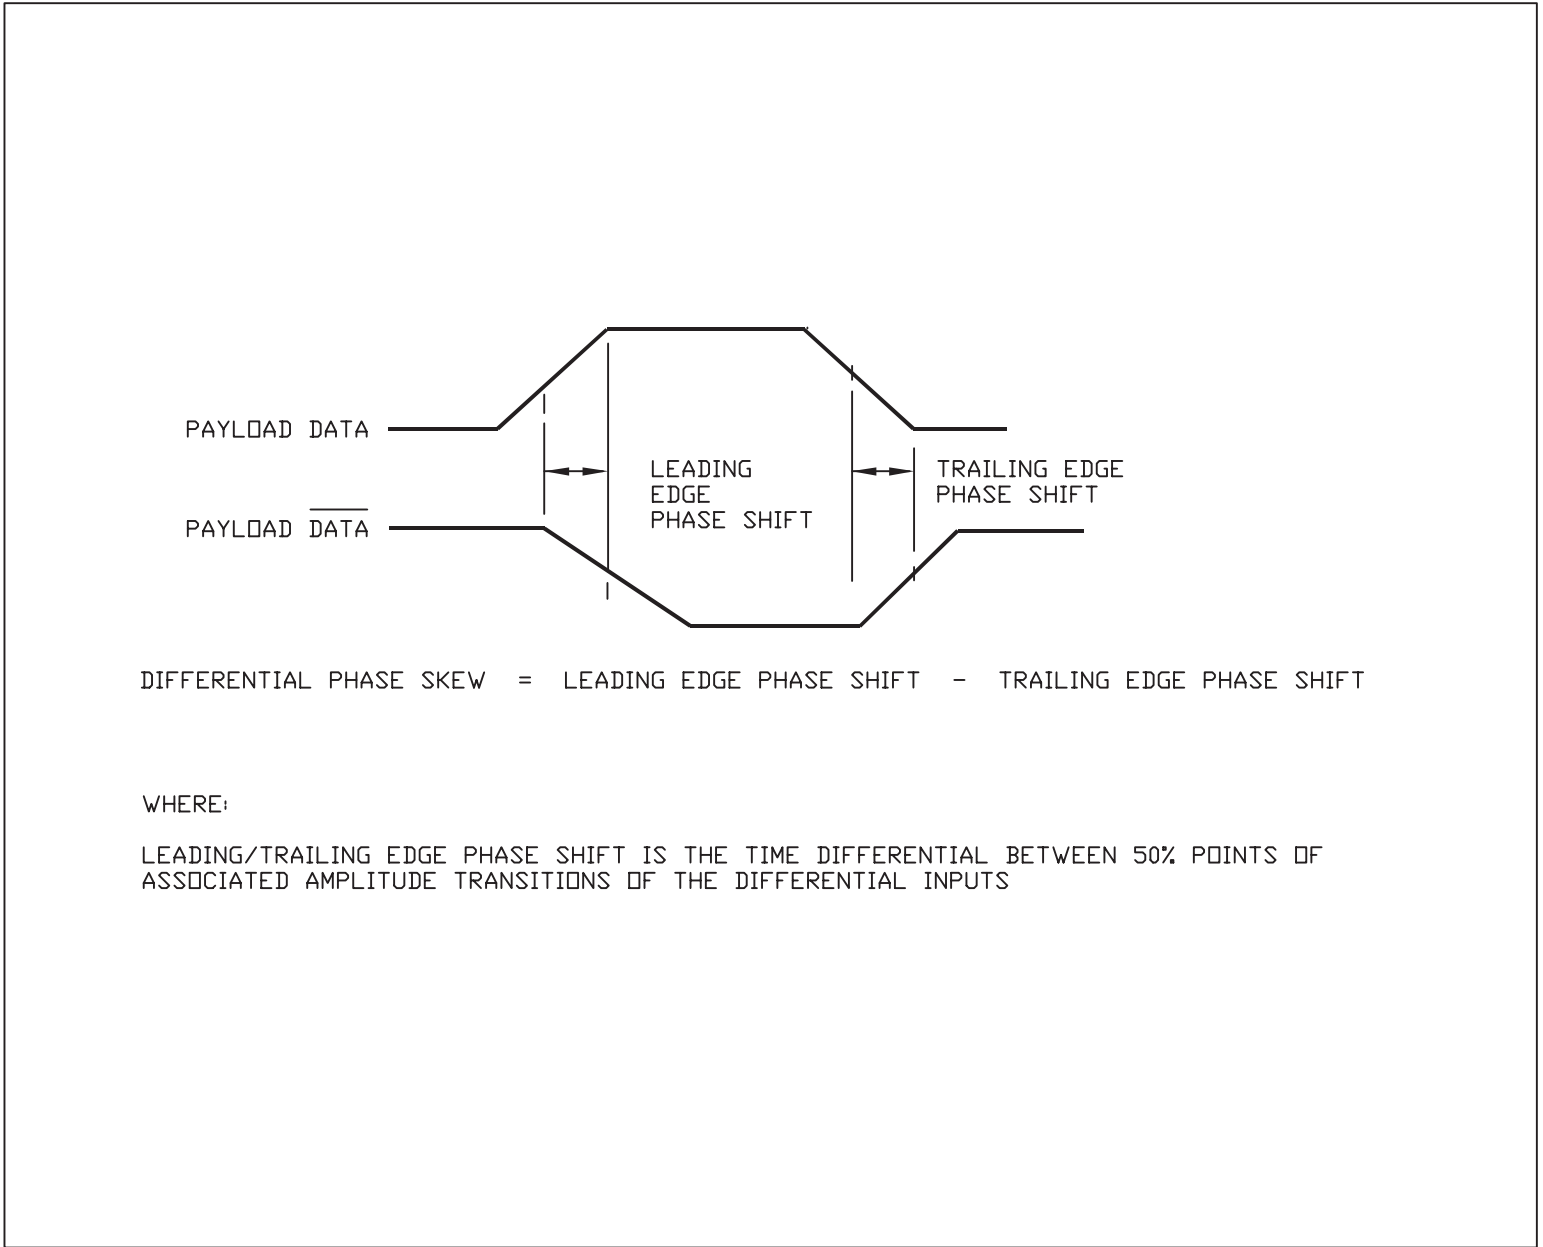 PAYLOAD DATA
LEADING
EDGE
PHASE SHIFT
TRAILING EDGE
PHASE SHIFT
PAYLOAD D̅A̅T̅A̅
DIFFERENTIAL PHASE SKEW = LEADING EDGE PHASE SHIFT - TRAILING EDGE PHASE SHIFT
WHERE:
LEADING/TRAILING EDGE PHASE SHIFT IS THE TIME DIFFERENTIAL BETWEEN 50% POINTS OF
ASSOCIATED AMPLITUDE TRANSITIONS OF THE DIFFERENTIAL INPUTS